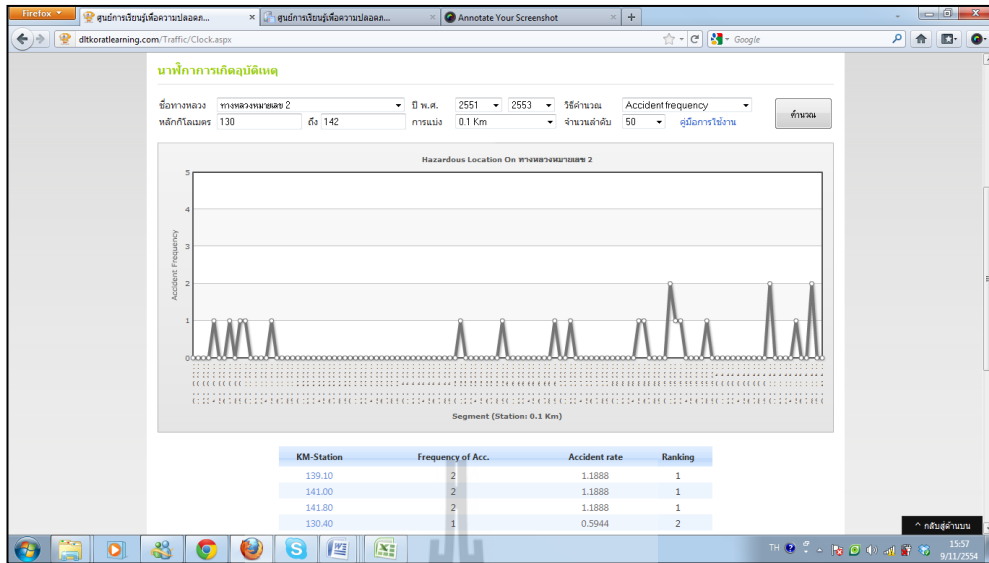 Firefox
ศูนย์การเรียนรู้เพื่อความปลอดภ... × ศูนย์การเรียนรู้เพื่อความปลอดภ... × Annotate Your Screenshot × +
dltkoratlearning.com/Traffic/Clock.aspx Google
นาฬิกาการเกิดอุบัติเหตุ
ชื่อทางหลวง ทางหลวงหมายเลข 2 ปี พ.ศ. 2551 - 2553 วิธีคำนวณ Accident frequency
หลักกิโลเมตร 130 ถึง 142 การแบ่ง 0.1 Km จำนวนลำดับ 50 คู่มือการใช้งาน คำนวณ
Hazardous Location On ทางหลวงหมายเลข 2
5
4
3
2
1
0
Accident Frequency
Segment (Station: 0.1 Km)
KM-Station Frequency of Acc. Accident rate Ranking
139.10 2 1.1888 1
141.00 2 1.1888 1
141.80 2 1.1888 1
130.40 1 0.5944 2
^ กลับสู่ด้านบน
TH 15:57
9/11/2554